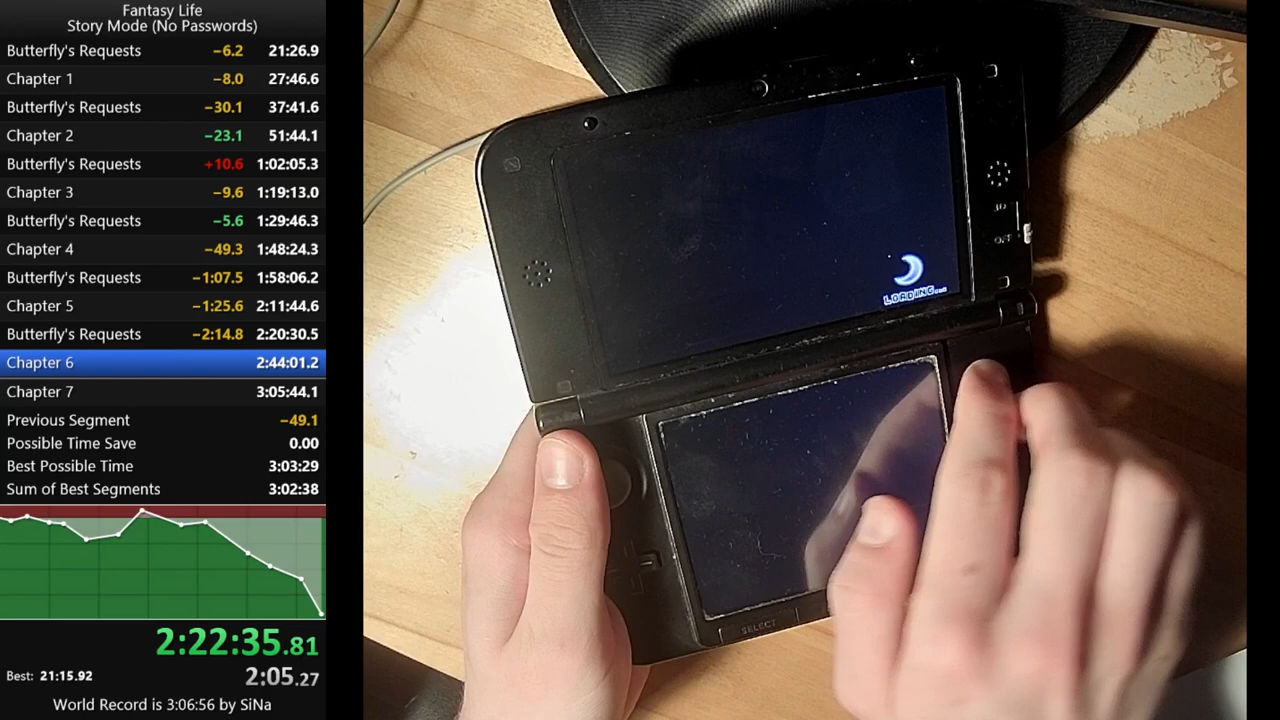 Fantasy Life
Story Mode (No Passwords)
Butterfly's Requests −6.2 21:26.9
Chapter 1 −8.0 27:46.6
Butterfly's Requests −30.1 37:41.6
Chapter 2 −23.1 51:44.1
Butterfly's Requests +10.6 1:02:05.3
Chapter 3 −9.6 1:19:13.0
Butterfly's Requests −5.6 1:29:46.3
Chapter 4 −49.3 1:48:24.3
Butterfly's Requests −1:07.5 1:58:06.2
Chapter 5 −1:25.6 2:11:44.6
Butterfly's Requests −2:14.8 2:20:30.5
Chapter 6 2:44:01.2
Chapter 7 3:05:44.1
Previous Segment −49.1
Possible Time Save 0.00
Best Possible Time 3:03:29
Sum of Best Segments 3:02:38
2:22:35.81
Best: 21:15.92 2:05.27
World Record is 3:06:56 by SiNa
3D
OFF
LOADING...
SELECT